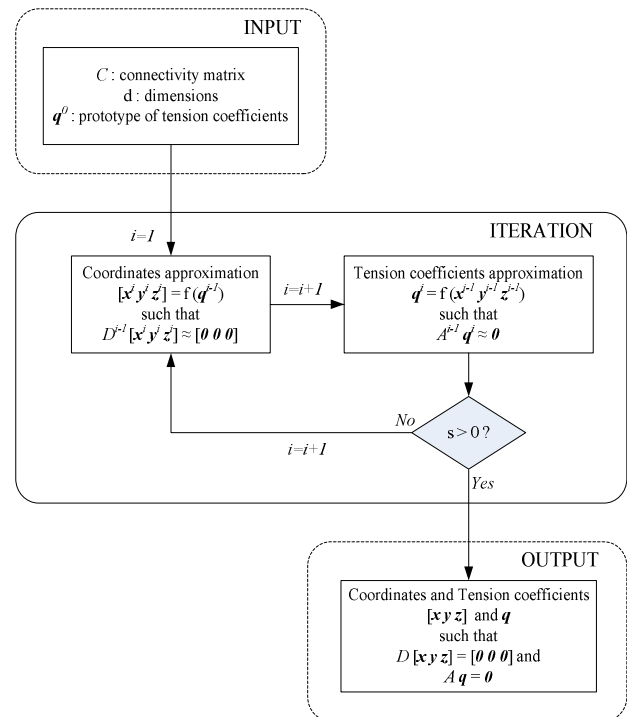 INPUT
C : connectivity matrix
d : dimensions
q⁰ : prototype of tension coefficients
i=1
ITERATION
Coordinates approximation
[xⁱ yⁱ zⁱ] = f (qⁱ⁻¹)
such that
Dⁱ⁻¹ [xⁱ yⁱ zⁱ] ≈ [0 0 0]
i=i+1
Tension coefficients approximation
qⁱ = f (xⁱ⁻¹ yⁱ⁻¹ zⁱ⁻¹)
such that
Aⁱ⁻¹ qⁱ ≈ 0
No
s > 0 ?
i=i+1
Yes
OUTPUT
Coordinates and Tension coefficients
[x y z] and q
such that
D [x y z] = [0 0 0] and
A q = 0